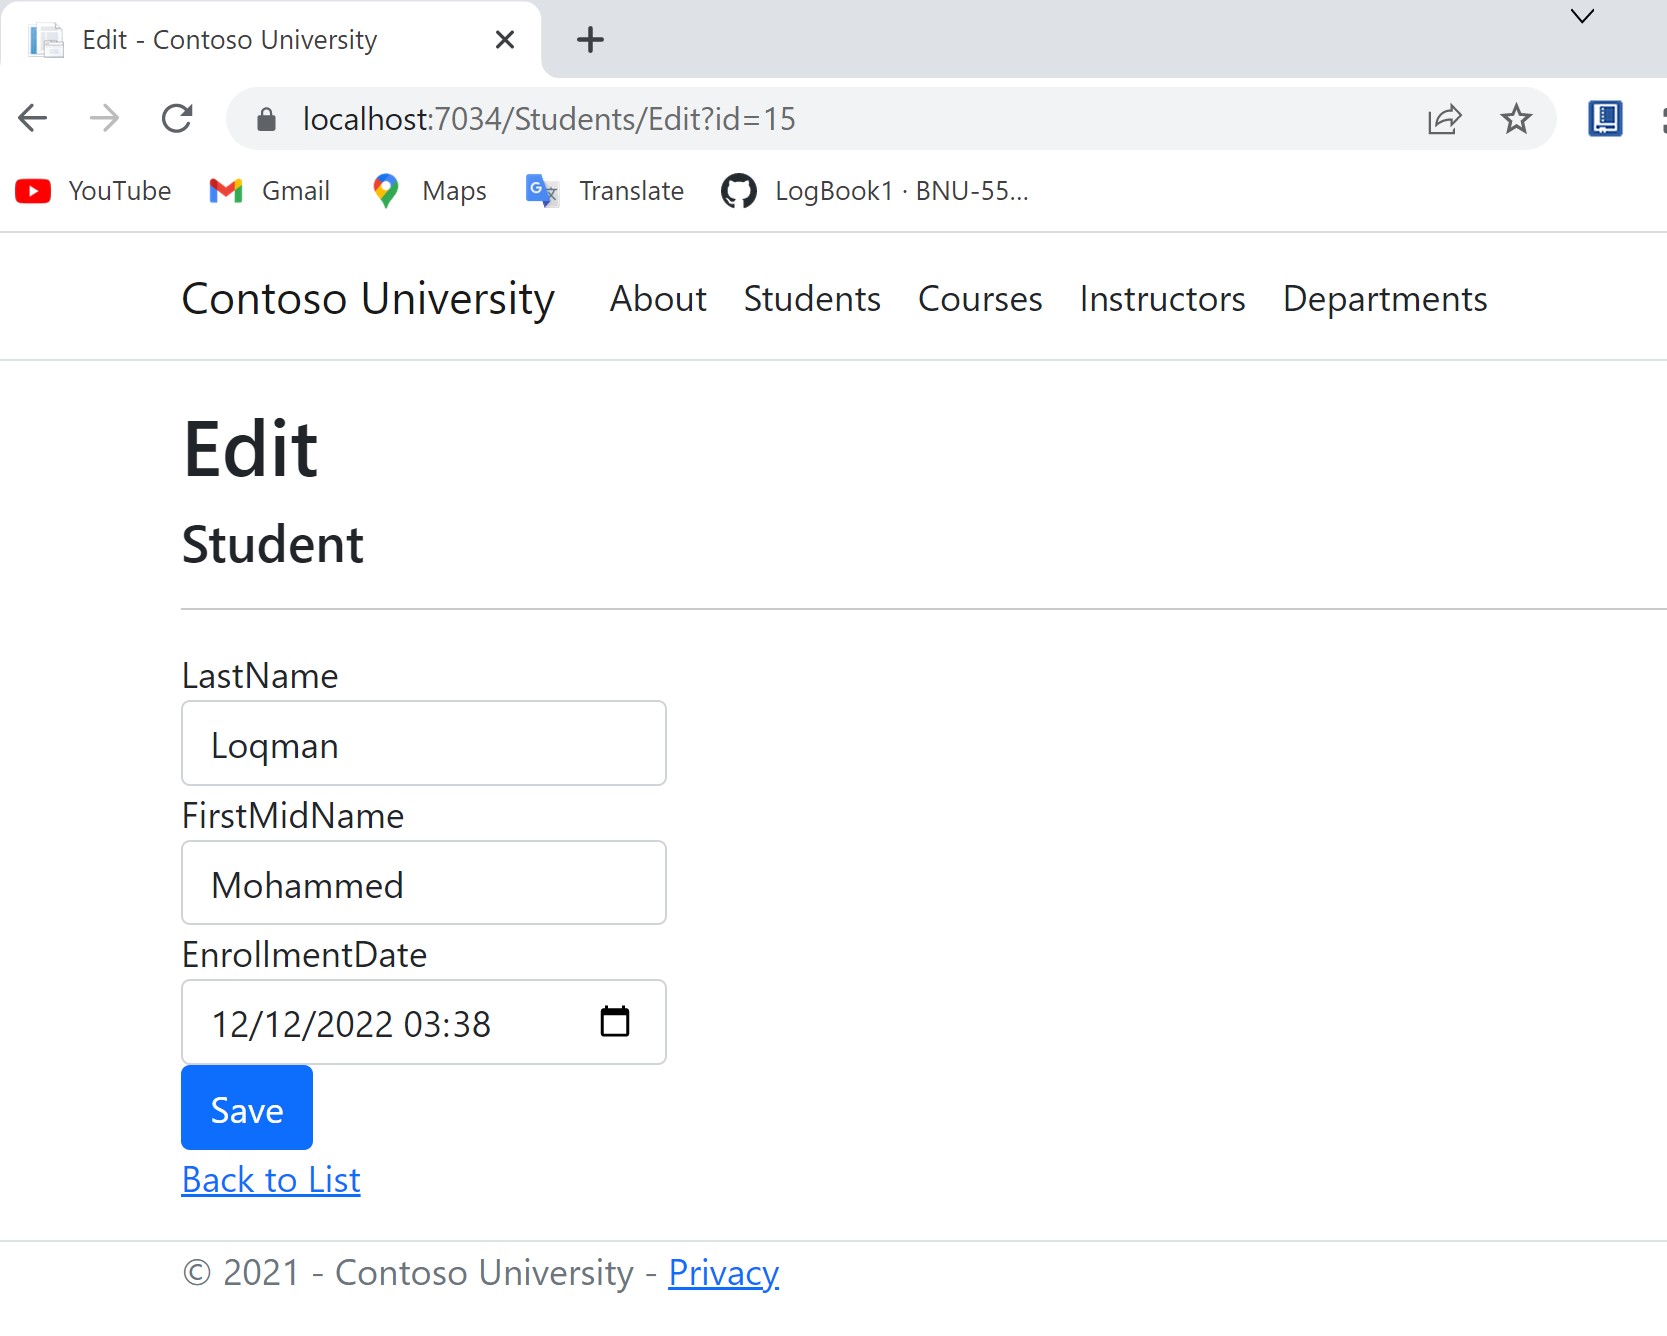 Edit - Contoso University
localhost:7034/Students/Edit?id=15
YouTube Gmail Maps Translate LogBook1 · BNU-55...
Contoso University About Students Courses Instructors Departments
Edit
Student
LastName
Loqman
FirstMidName
Mohammed
EnrollmentDate
12/12/2022 03:38
Save
Back to List
© 2021 - Contoso University - Privacy